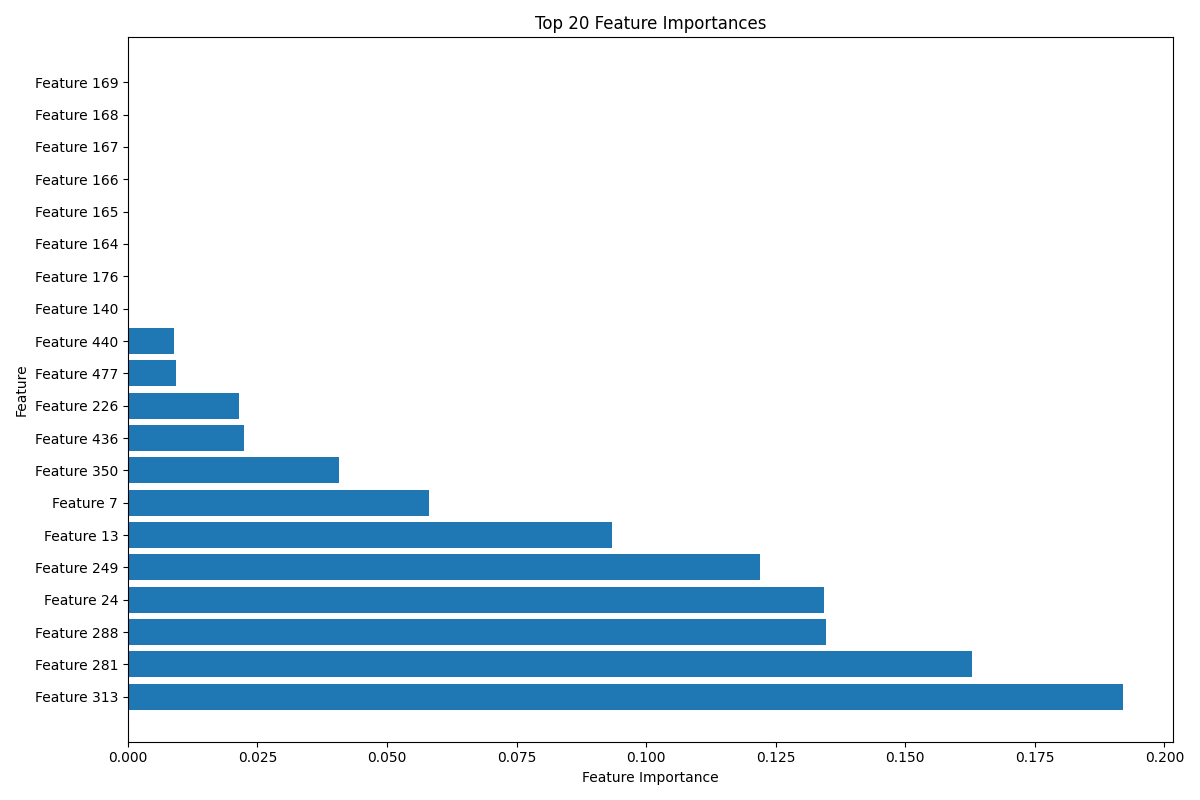 Top 20 Feature Importances
Feature
Feature 169
Feature 168
Feature 167
Feature 166
Feature 165
Feature 164
Feature 176
Feature 140
Feature 440
Feature 477
Feature 226
Feature 436
Feature 350
Feature 7
Feature 13
Feature 249
Feature 24
Feature 288
Feature 281
Feature 313
0.000 0.025 0.050 0.075 0.100 0.125 0.150 0.175 0.200
Feature Importance